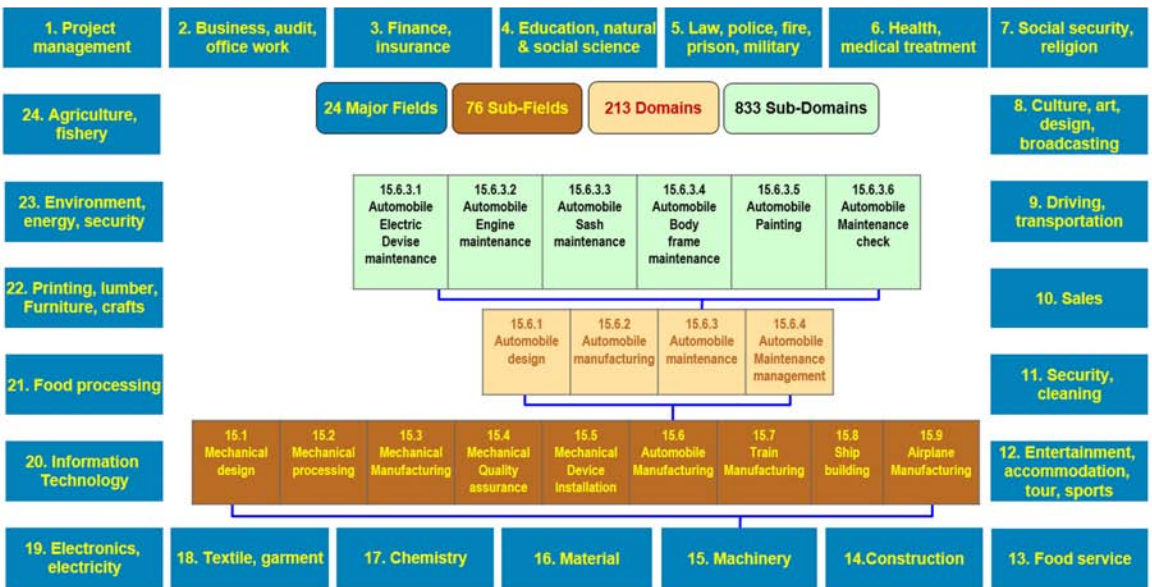 1. Project
management
2. Business, audit,
office work
3. Finance,
insurance
4. Education, natural
& social science
5. Law, police, fire,
prison, military
6. Health,
medical treatment
7. Social security,
religion
24 Major Fields
76 Sub-Fields
213 Domains
833 Sub-Domains
24. Agriculture,
fishery
8. Culture, art,
design,
broadcasting
23. Environment,
energy, security
15.6.3.1
Automobile
Electric
Devise
maintenance
15.6.3.2
Automobile
Engine
maintenance
15.6.3.3
Automobile
Sash
maintenance
15.6.3.4
Automobile
Body
frame
maintenance
15.6.3.5
Automobile
Painting
15.6.3.6
Automobile
Maintenance
check
9. Driving,
transportation
22. Printing, lumber,
Furniture, crafts
10. Sales
15.6.1
Automobile
design
15.6.2
Automobile
manufacturing
15.6.3
Automobile
maintenance
15.6.4
Automobile
Maintenance
management
21. Food processing
11. Security,
cleaning
15.1
Mechanical
design
15.2
Mechanical
processing
15.3
Mechanical
Manufacturing
15.4
Mechanical
Quality
assurance
15.5
Mechanical
Device
Installation
15.6
Automobile
Manufacturing
15.7
Train
Manufacturing
15.8
Ship
building
15.9
Airplane
Manufacturing
20. Information
Technology
12. Entertainment,
accommodation,
tour, sports
19. Electronics,
electricity
18. Textile, garment
17. Chemistry
16. Material
15. Machinery
14.Construction
13. Food service